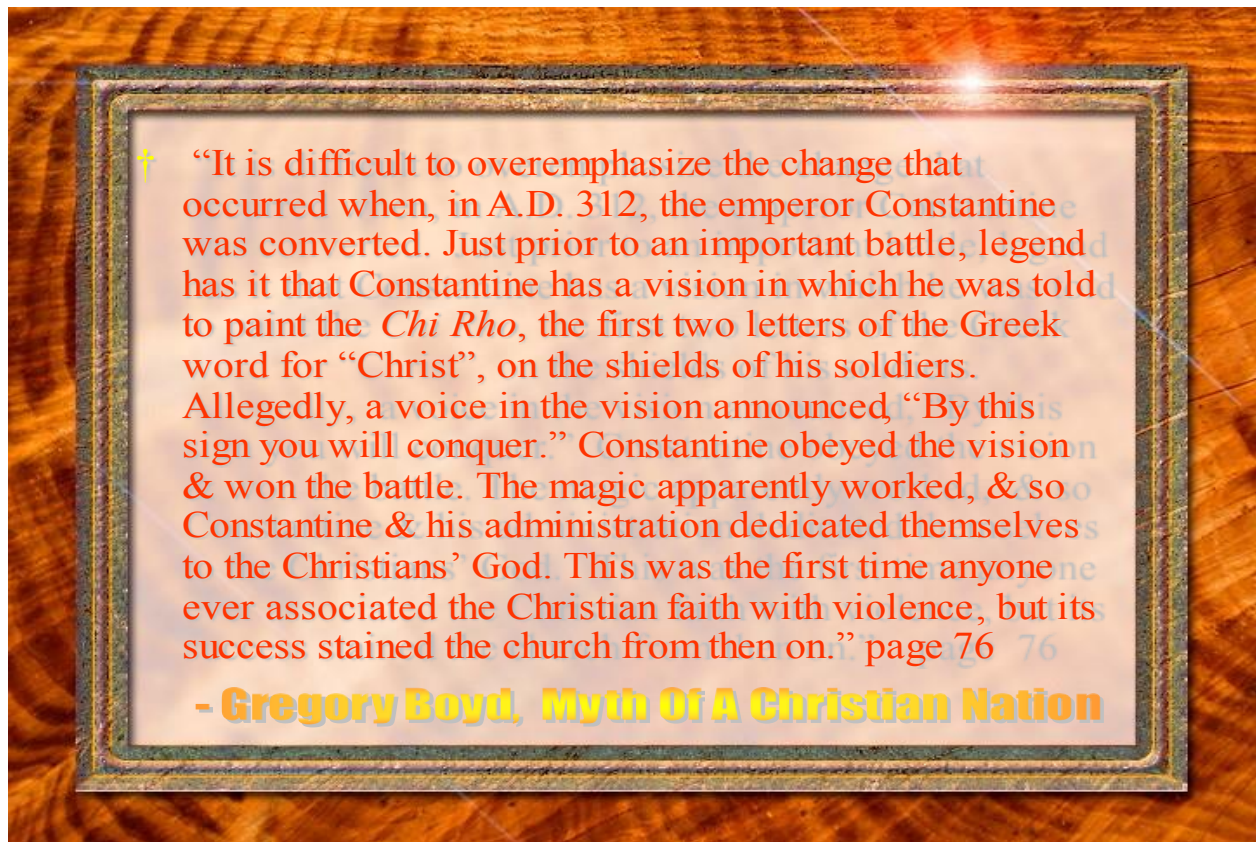 † “It is difficult to overemphasize the change that
occurred when, in A.D. 312, the emperor Constantine
was converted. Just prior to an important battle, legend
has it that Constantine has a vision in which he was told
to paint the Chi Rho, the first two letters of the Greek
word for “Christ”, on the shields of his soldiers.
Allegedly, a voice in the vision announced, “By this
sign you will conquer.” Constantine obeyed the vision
& won the battle. The magic apparently worked, & so
Constantine & his administration dedicated themselves
to the Christians’ God. This was the first time anyone
ever associated the Christian faith with violence, but its
success stained the church from then on.” page 76
- Gregory Boyd, Myth Of A Christian Nation